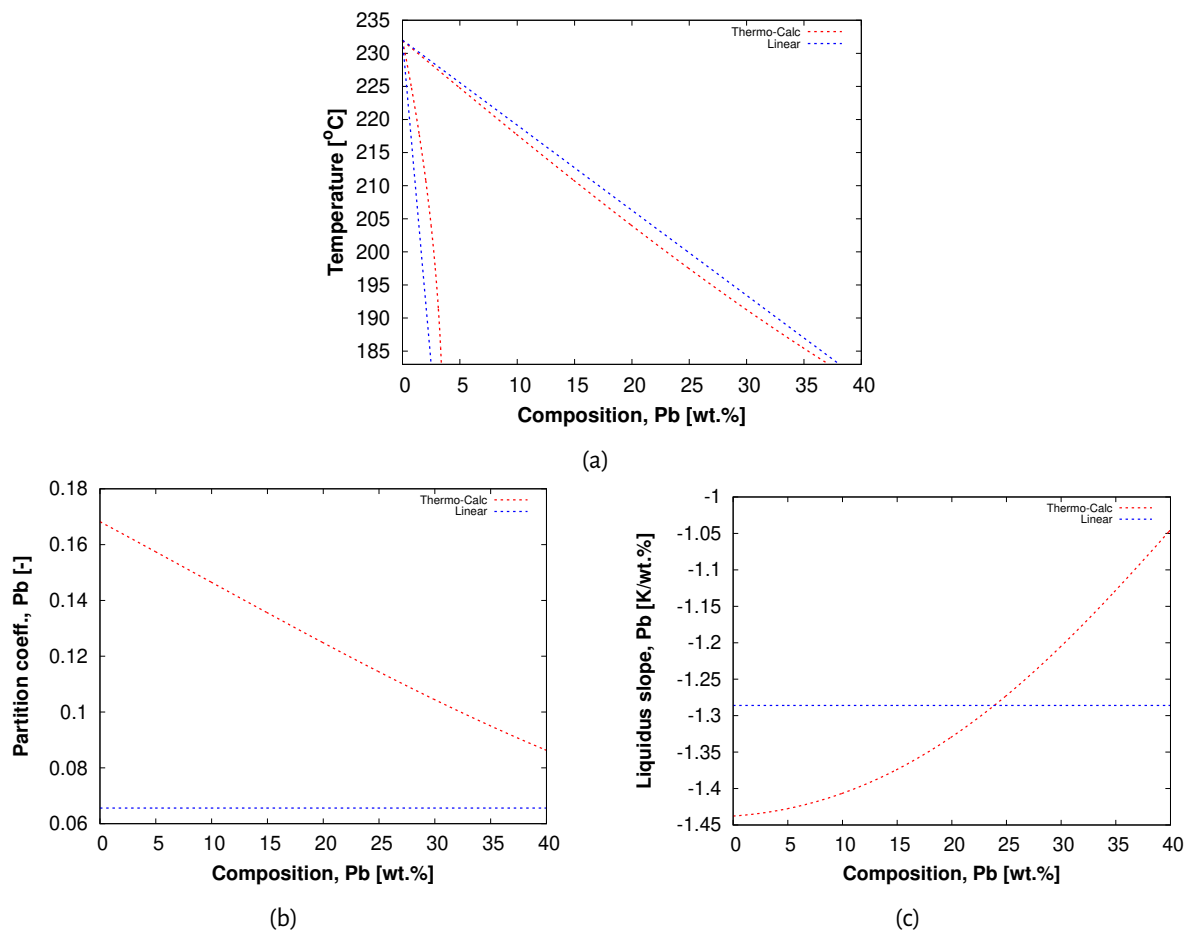 235
230
225
220
215
210
205
200
195
190
185
Temperature [°C]
Thermo-Calc
Linear
0 5 10 15 20 25 30 35 40
Composition, Pb [wt.%]
(a)
0.18
0.16
0.14
0.12
0.1
0.08
0.06
Partition coeff., Pb [-]
Thermo-Calc
Linear
0 5 10 15 20 25 30 35 40
Composition, Pb [wt.%]
(b)
-1
-1.05
-1.1
-1.15
-1.2
-1.25
-1.3
-1.35
-1.4
-1.45
Liquidus slope, Pb [K/wt.%]
Thermo-Calc
Linear
0 5 10 15 20 25 30 35 40
Composition, Pb [wt.%]
(c)